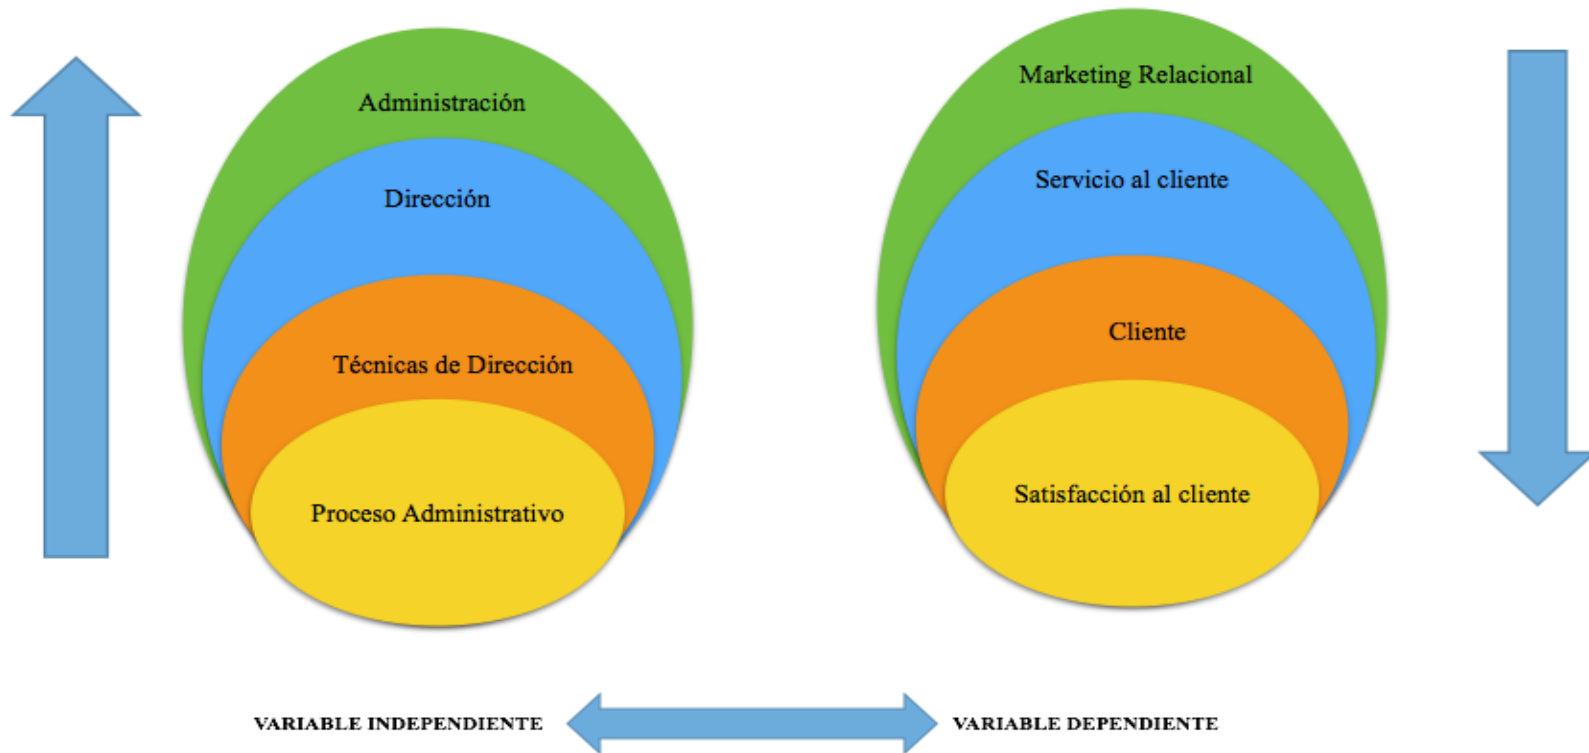 Administración
Dirección
Técnicas de Dirección
Proceso Administrativo
Marketing Relacional
Servicio al cliente
Cliente
Satisfacción al cliente
VARIABLE INDEPENDIENTE
VARIABLE DEPENDIENTE